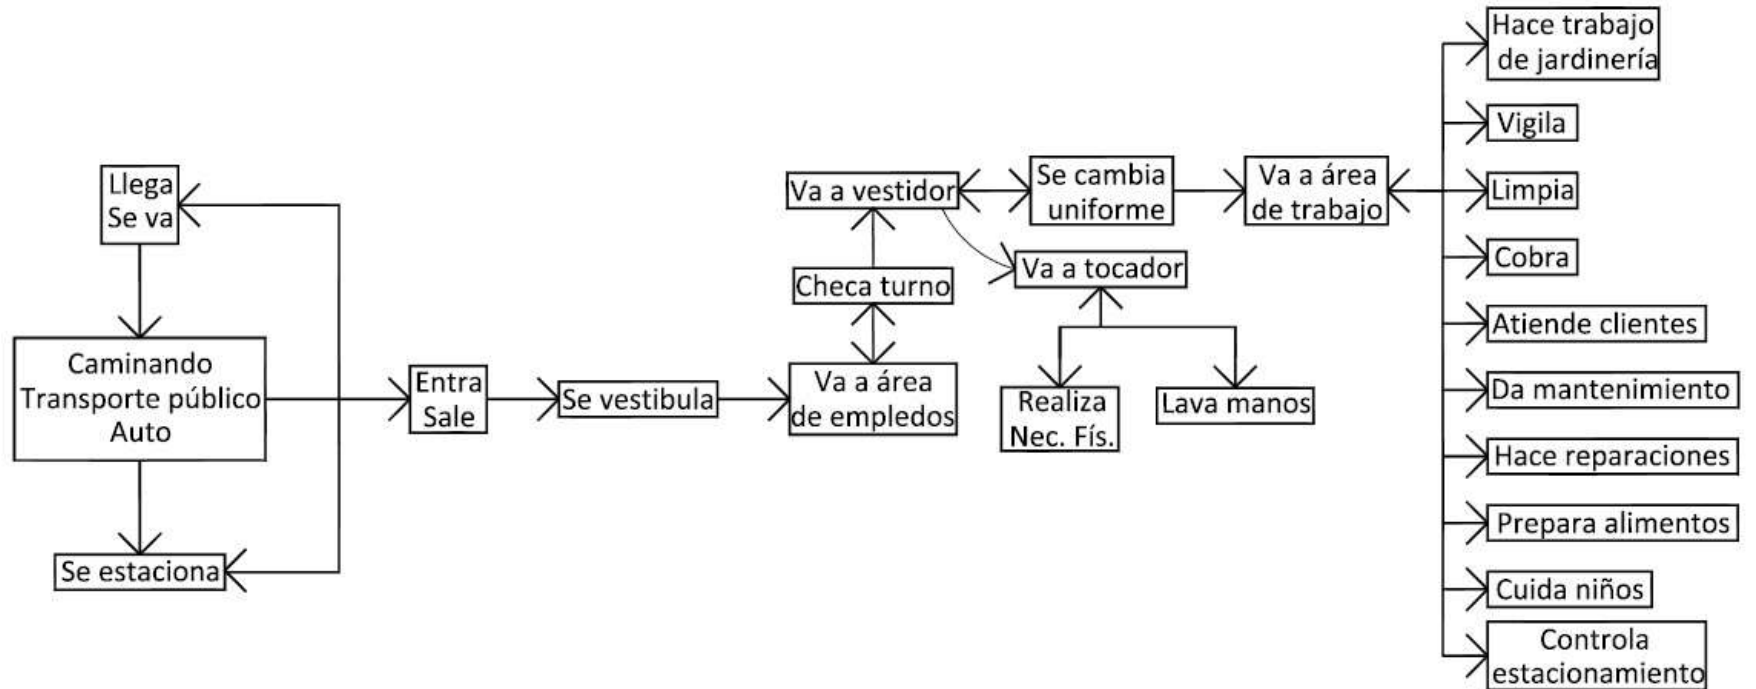 Llega
Se va
Caminando
Transporte público
Auto
Se estaciona
Entra
Sale
Se vestibula
Va a área
de empledos
Checa turno
Va a vestidor
Se cambia
uniforme
Va a tocador
Realiza
Nec. Fís.
Lava manos
Va a área
de trabajo
Hace trabajo
de jardinería
Vigila
Limpia
Cobra
Atiende clientes
Da mantenimiento
Hace reparaciones
Prepara alimentos
Cuida niños
Controla
estacionamiento